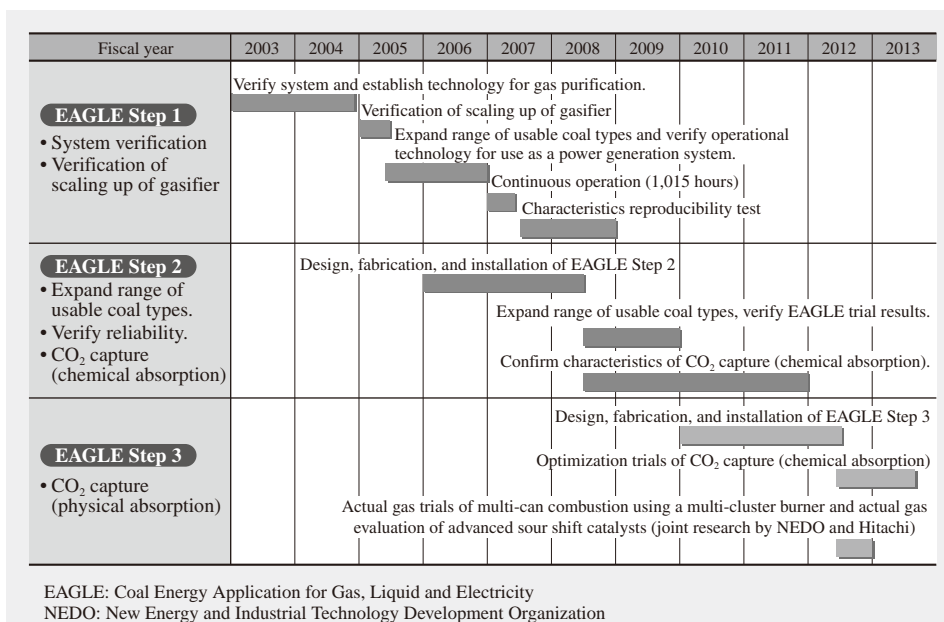 Fiscal year 2003 2004 2005 2006 2007 2008 2009 2010 2011 2012 2013
EAGLE Step 1
• System verification
• Verification of
scaling up of gasifier
Verify system and establish technology for gas purification.
Verification of scaling up of gasifier
Expand range of usable coal types and verify operational
technology for use as a power generation system.
Continuous operation (1,015 hours)
Characteristics reproducibility test
EAGLE Step 2
• Expand range of
usable coal types.
• Verify reliability.
• CO₂ capture
(chemical absorption)
Design, fabrication, and installation of EAGLE Step 2
Expand range of usable coal types, verify EAGLE trial results.
Confirm characteristics of CO₂ capture (chemical absorption).
EAGLE Step 3
• CO₂ capture
(physical absorption)
Design, fabrication, and installation of EAGLE Step 3
Optimization trials of CO₂ capture (chemical absorption)
Actual gas trials of multi-can combustion using a multi-cluster burner and actual gas
evaluation of advanced sour shift catalysts (joint research by NEDO and Hitachi)
EAGLE: Coal Energy Application for Gas, Liquid and Electricity
NEDO: New Energy and Industrial Technology Development Organization